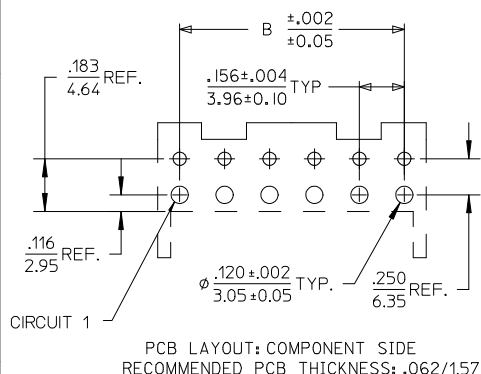 B ±.002
±0.05
.183
4.64 REF.
.156±.004
3.96±0.10 TYP
.116
2.95 REF.
ø .120±.002
3.05±0.05 TYP.
.250
6.35 REF.
CIRCUIT 1
PCB LAYOUT: COMPONENT SIDE
RECOMMENDED PCB THICKNESS: .062/1.57